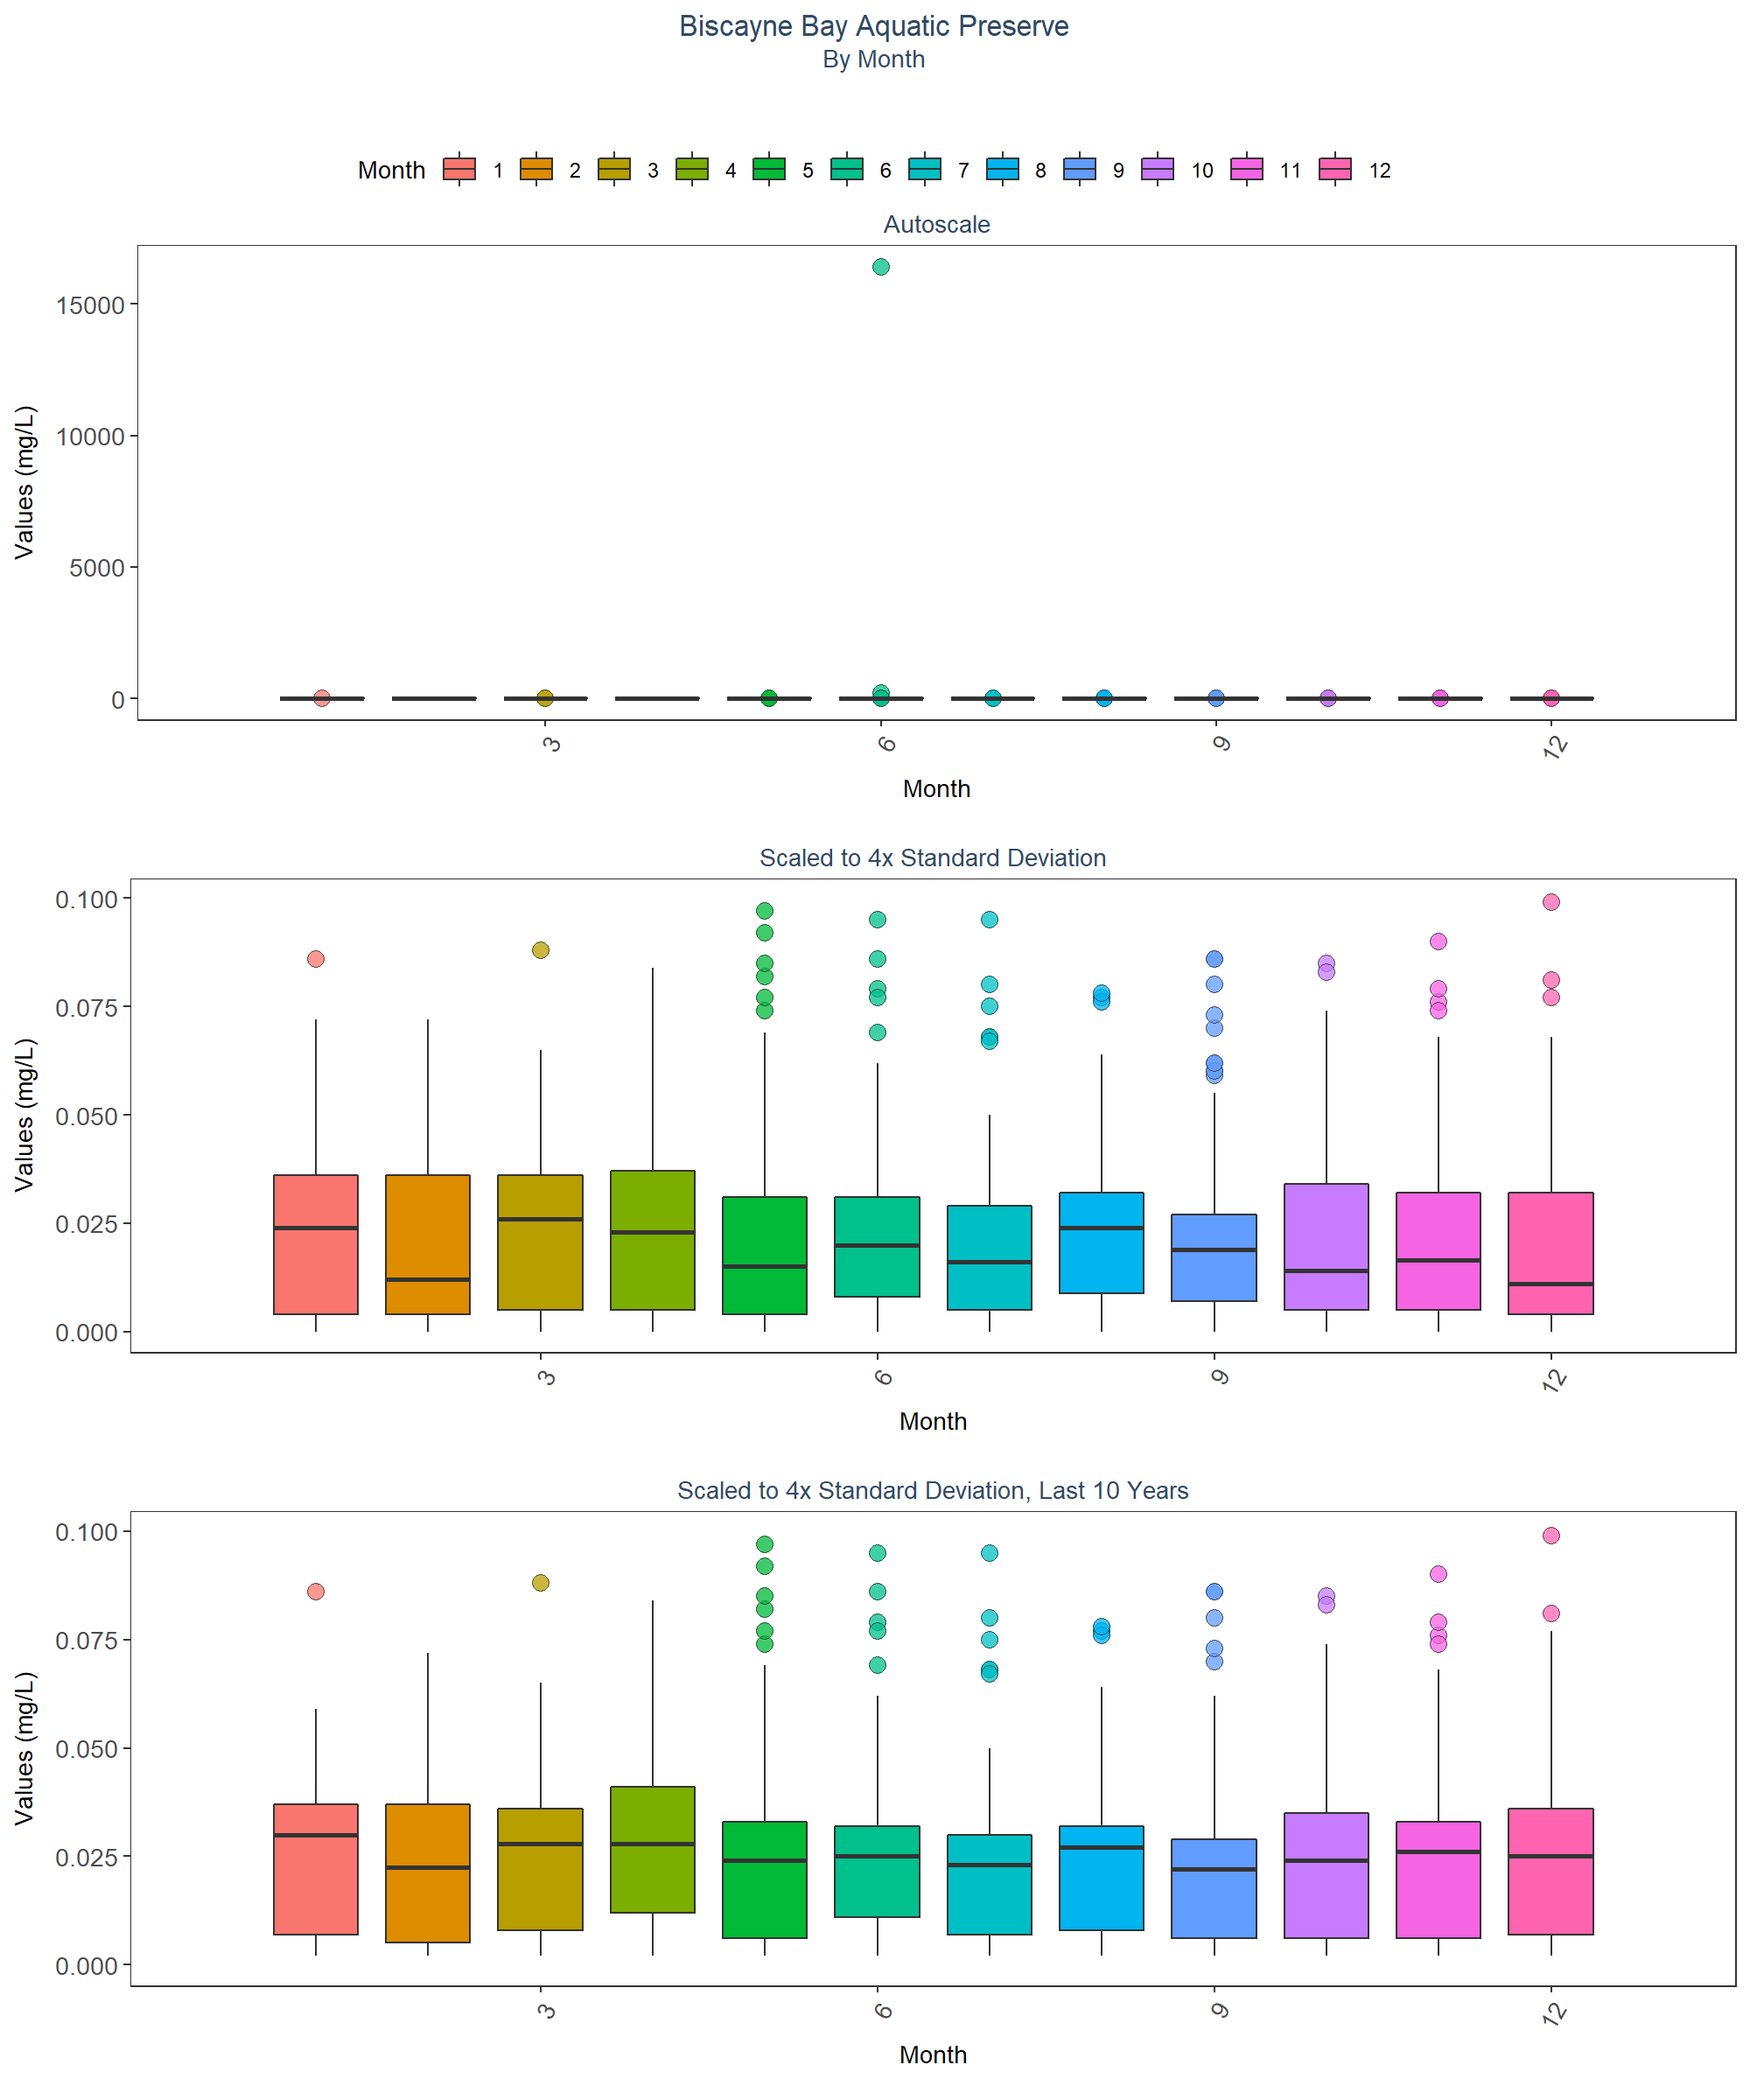 Biscayne Bay Aquatic Preserve
By Month
Month 1 2 3 4 5 6 7 8 9 10 11 12
Autoscale
Values (mg/L)
15000
10000
5000
0
3 6 9 12
Month
Scaled to 4x Standard Deviation
Values (mg/L)
0.100
0.075
0.050
0.025
0.000
3 6 9 12
Month
Scaled to 4x Standard Deviation, Last 10 Years
Values (mg/L)
0.100
0.075
0.050
0.025
0.000
3 6 9 12
Month